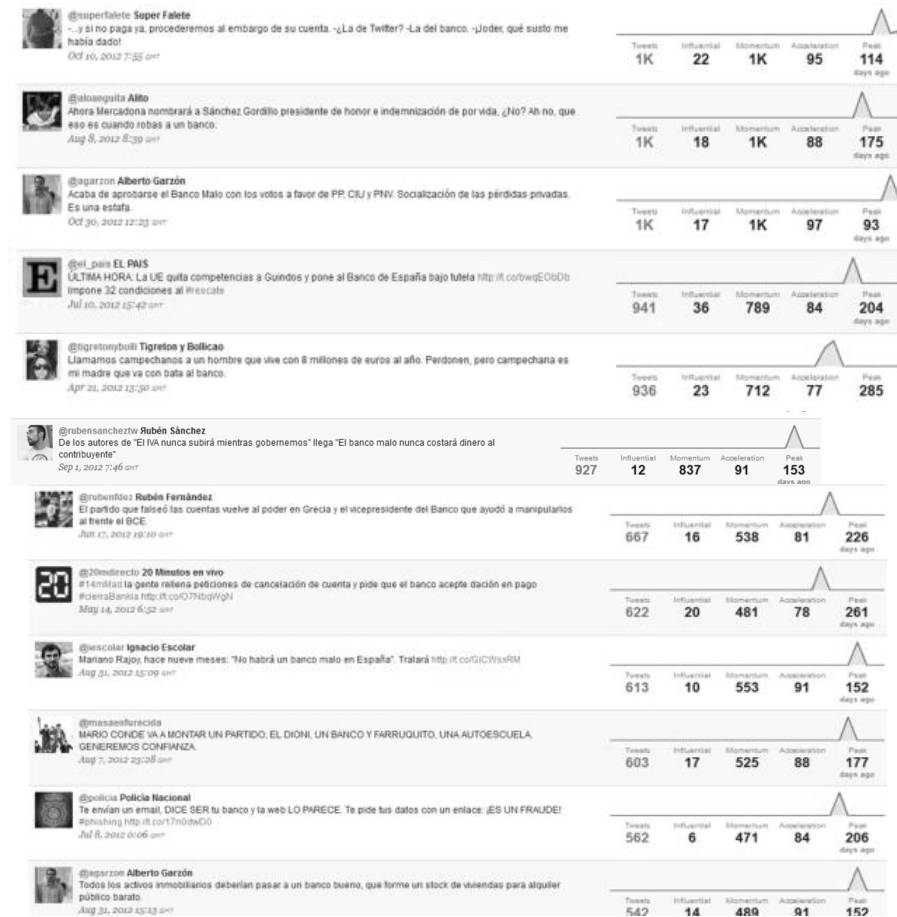 @superfalete Super Falete
-...y si no paga ya, procederemos al embargo de su cuenta. -¿La de Twitter? -La del banco. -¡Joder, qué susto me
había dado!
Oct 10, 2012 7:55 GMT
Tweets Influential Momentum Acceleration Peak
1K 22 1K 95 114
days ago
@aloanguita Alito
Ahora Mercadona nombrará a Sánchez Gordillo presidente de honor e indemnización de por vida, ¿No? Ah no, que
eso es cuando robas a un banco.
Aug 8, 2012 8:39 GMT
Tweets Influential Momentum Acceleration Peak
1K 18 1K 88 175
days ago
@agarzon Alberto Garzón
Acaba de aprobarse el Banco Malo con los votos a favor de PP, CIU y PNV. Socialización de las pérdidas privadas.
Es una estafa.
Oct 30, 2012 12:23 GMT
Tweets Influential Momentum Acceleration Peak
1K 17 1K 97 93
days ago
@el_pais EL PAIS
ÚLTIMA HORA: La UE quita competencias a Guindos y pone al Banco de España bajo tutela http://t.co/bwqEObDb
Impone 32 condiciones al #rescate
Jul 10, 2012 15:42 GMT
Tweets Influential Momentum Acceleration Peak
941 36 789 84 204
days ago
@tigretonybolli Tigreton y Bollicao
Llamamos campechanos a un hombre que vive con 8 millones de euros al año. Perdonen, pero campechana es
mi madre que va con bata al banco.
Apr 21, 2012 13:50 GMT
Tweets Influential Momentum Acceleration Peak
936 23 712 77 285
@rubensancheztw Яubén Sánchez
De los autores de "El IVA nunca subirá mientras gobernemos" llega "El banco malo nunca costará dinero al
contribuyente"
Sep 1, 2012 7:46 GMT
Tweets Influential Momentum Acceleration Peak
927 12 837 91 153
days ago
@rubenfdez Rubén Fernández
El partido que falseó las cuentas vuelve al poder en Grecia y el vicepresidente del Banco que ayudó a manipularlos
al frente el BCE.
Jun 17, 2012 19:10 GMT
Tweets Influential Momentum Acceleration Peak
667 16 538 81 226
days ago
20
@20mdirecto 20 Minutos en vivo
#14mMad la gente rellena peticiones de cancelación de cuenta y pide que el banco acepte dación en pago
#cierraBankia http://t.co/O7NbqWgN
May 14, 2012 6:52 GMT
Tweets Influential Momentum Acceleration Peak
622 20 481 78 261
days ago
@iescolar Ignacio Escolar
Mariano Rajoy, hace nueve meses: "No habrá un banco malo en España". Tralará http://t.co/GICWsxRM
Aug 31, 2012 15:09 GMT
Tweets Influential Momentum Acceleration Peak
613 10 553 91 152
days ago
@masaenfurecida
MARIO CONDE VA A MONTAR UN PARTIDO; EL DIONI, UN BANCO Y FARRUQUITO, UNA AUTOESCUELA.
GENEREMOS CONFIANZA.
Aug 7, 2012 23:28 GMT
Tweets Influential Momentum Acceleration Peak
603 17 525 88 177
days ago
@policia Policía Nacional
Te envían un email, DICE SER tu banco y la web LO PARECE. Te pide tus datos con un enlace: ¡ES UN FRAUDE!
#phishing http://t.co/17n0dwD0
Jul 8, 2012 0:06 GMT
Tweets Influential Momentum Acceleration Peak
562 6 471 84 206
days ago
@agarzon Alberto Garzón
Todos los activos inmobiliarios deberían pasar a un banco bueno, que forme un stock de viviendas para alquiler
público barato.
Aug 31, 2012 15:13 GMT
Tweets Influential Momentum Acceleration Peak
542 14 489 91 152